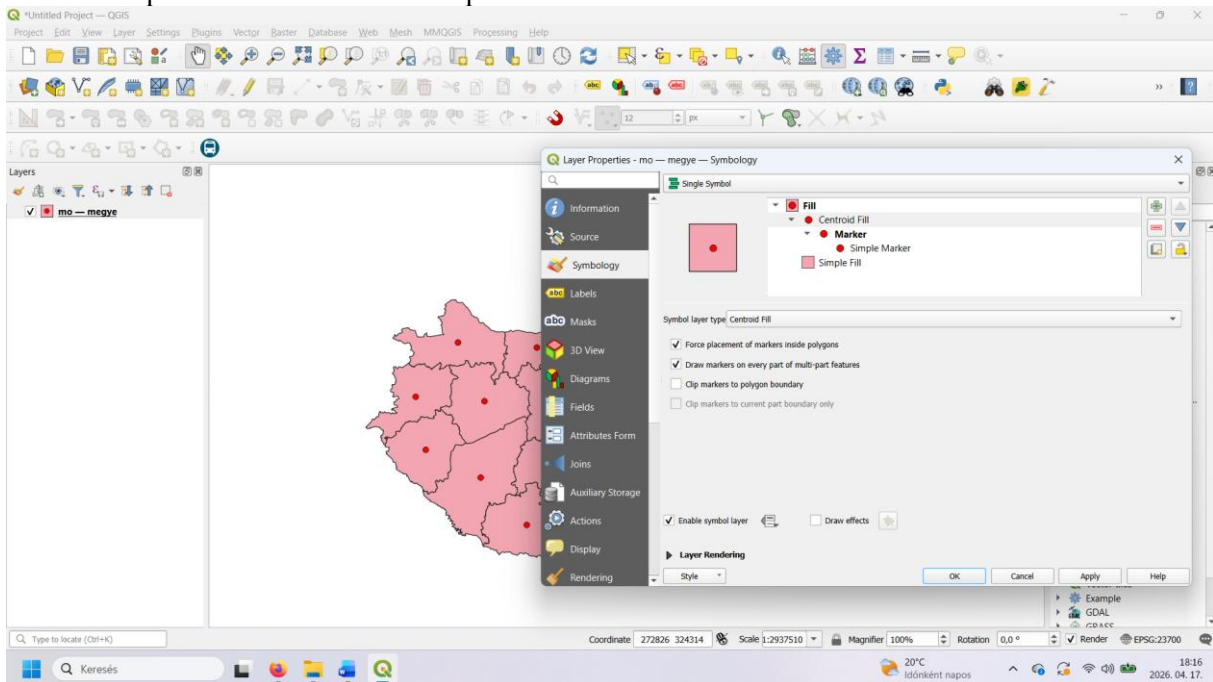 *Untitled Project — QGIS
Project Edit View Layer Settings Plugins Vector Raster Database Web Mesh MMQGIS Processing Help
12 px
Layers
mo — megye
Layer Properties - mo — megye — Symbology
Single Symbol
Information
Source
Symbology
Labels
Masks
3D View
Diagrams
Fields
Attributes Form
Joins
Auxiliary Storage
Actions
Display
Rendering
Fill
Centroid Fill
Marker
Simple Marker
Simple Fill
Symbol layer type Centroid Fill
Force placement of markers inside polygons
Draw markers on every part of multi-part features
Clip markers to polygon boundary
Clip markers to current part boundary only
Enable symbol layer Draw effects
Layer Rendering
Style OK Cancel Apply Help
Example
GDAL
Type to locate (Ctrl+K) Coordinate 272826 324314 Scale 1:2937510 Magnifier 100% Rotation 0,0 ° Render EPSG:23700
Keresés
20°C
Időnként napos
18:16
2026. 04. 17.